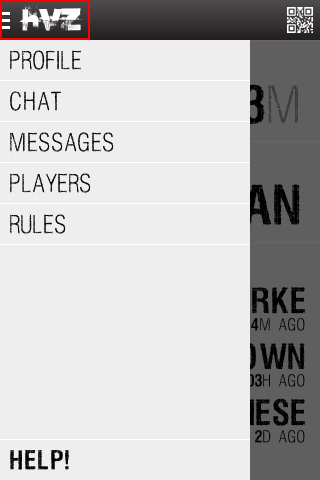 HVZ
PROFILE
CHAT
MESSAGES
PLAYERS
RULES
HELP!
3M
AN
RKE
4M AGO
OWN
03H AGO
IESE
2D AGO